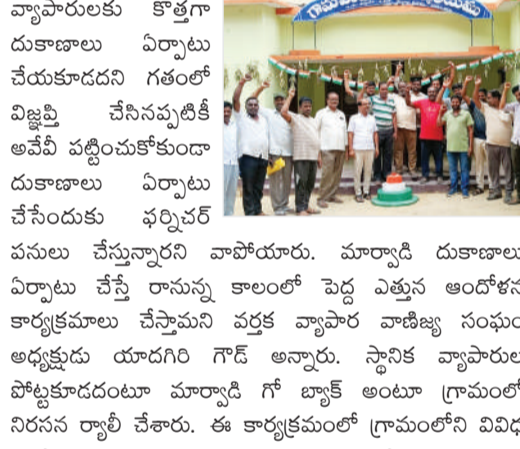 వ్యాపారులకు కొత్తగా
దుకాణాలు ఏర్పాటు
చేయకూడదని గతంలో
విజ్ఞప్తి చేసినప్పటికీ
అవేవీ పట్టించుకోకుండా
దుకాణాలు ఏర్పాటు
చేసేందుకు ఫర్నిచర్
పనులు చేస్తున్నారని వాపోయారు. మార్వాడి దుకాణాలు
ఏర్పాటు చేస్తే రానున్న కాలంలో పెద్ద ఎత్తున ఆందోళన
కార్యక్రమాలు చేస్తామని వర్తక వ్యాపార వాణిజ్య సంఘం
అధ్యక్షుడు యాదగిరి గౌడ్ అన్నారు. స్థానిక వ్యాపారుల
పోట్టకూడదంటూ మార్వాడి గో బ్యాక్ అంటూ గ్రామంలో
నిరసన ర్యాలీ చేశారు. ఈ కార్యక్రమంలో గ్రామంలోని వివిధ